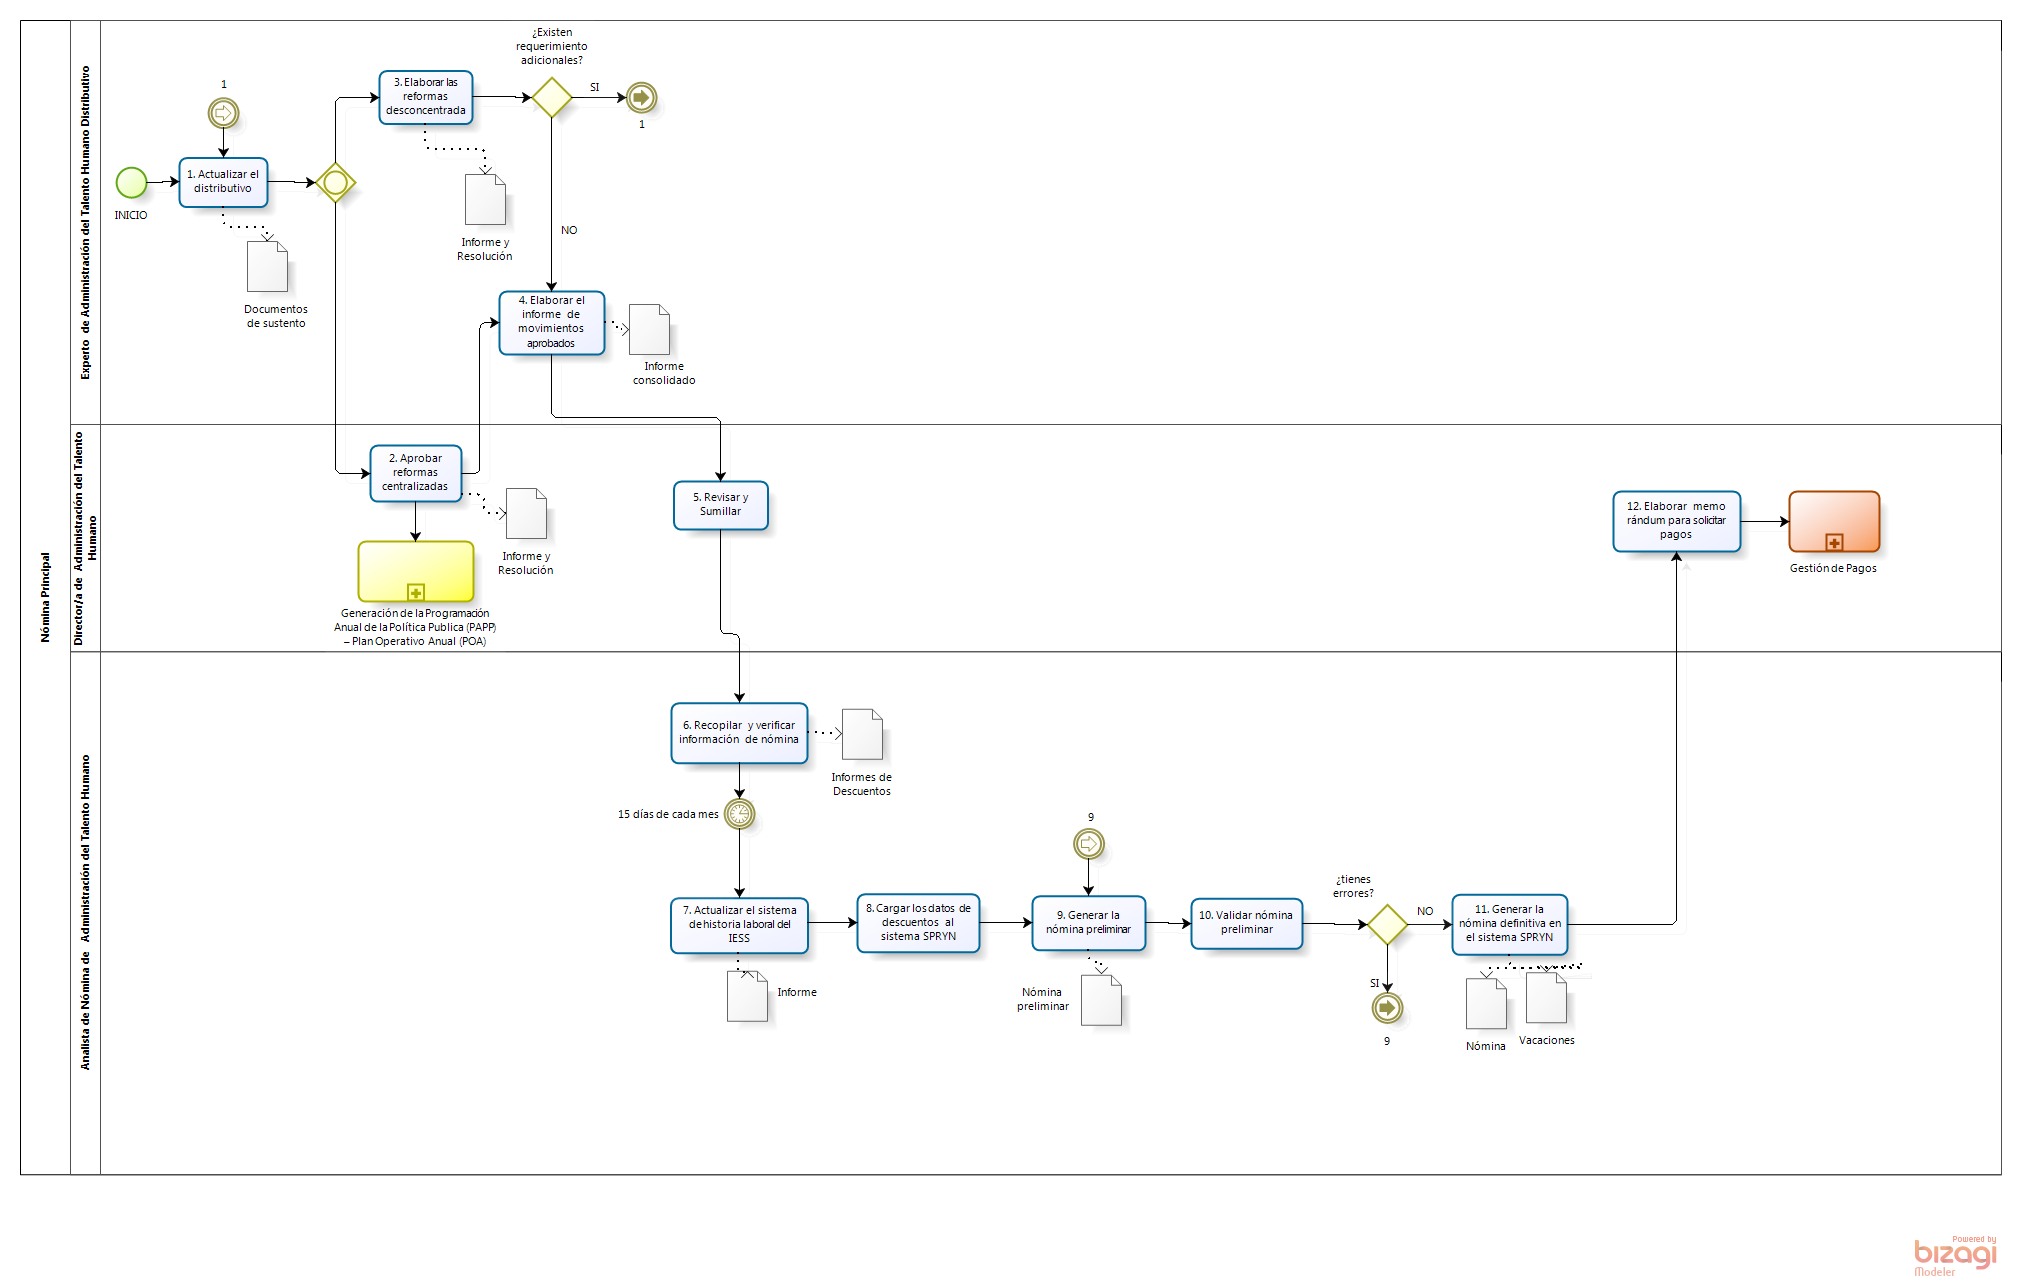 Nómina Principal
Experto de Administración del Talento Humano Distributivo
1
INICIO
1. Actualizar el
distributivo
Documentos
de sustento
3. Elaborar las
reformas
desconcentrada
Informe y
Resolución
¿Existen
requerimiento
adicionales?
SI
1
NO
4. Elaborar el
informe de
movimientos
aprobados
Informe
consolidado
Director/a de Administración del Talento
Humano
2. Aprobar
reformas
centralizadas
Informe y
Resolución
Generación de la Programación
Anual de la Política Publica (PAPP)
– Plan Operativo Anual (POA)
5. Revisar y
Sumillar
12. Elaborar memo
rándum para solicitar
pagos
Gestión de Pagos
Analista de Nómina de Administración del Talento Humano
6. Recopilar y verificar
información de nómina
Informes de
Descuentos
15 días de cada mes
7. Actualizar el sistema
de historia laboral del
IESS
Informe
8. Cargar los datos de
descuentos al
sistema SPRYN
9
9. Generar la
nómina preliminar
Nómina
preliminar
10. Validar nómina
preliminar
¿tienes
errores?
NO
SI
9
11. Generar la
nómina definitiva en
el sistema SPRYN
Nómina
Vacaciones
Powered by
bizagi
Modeler